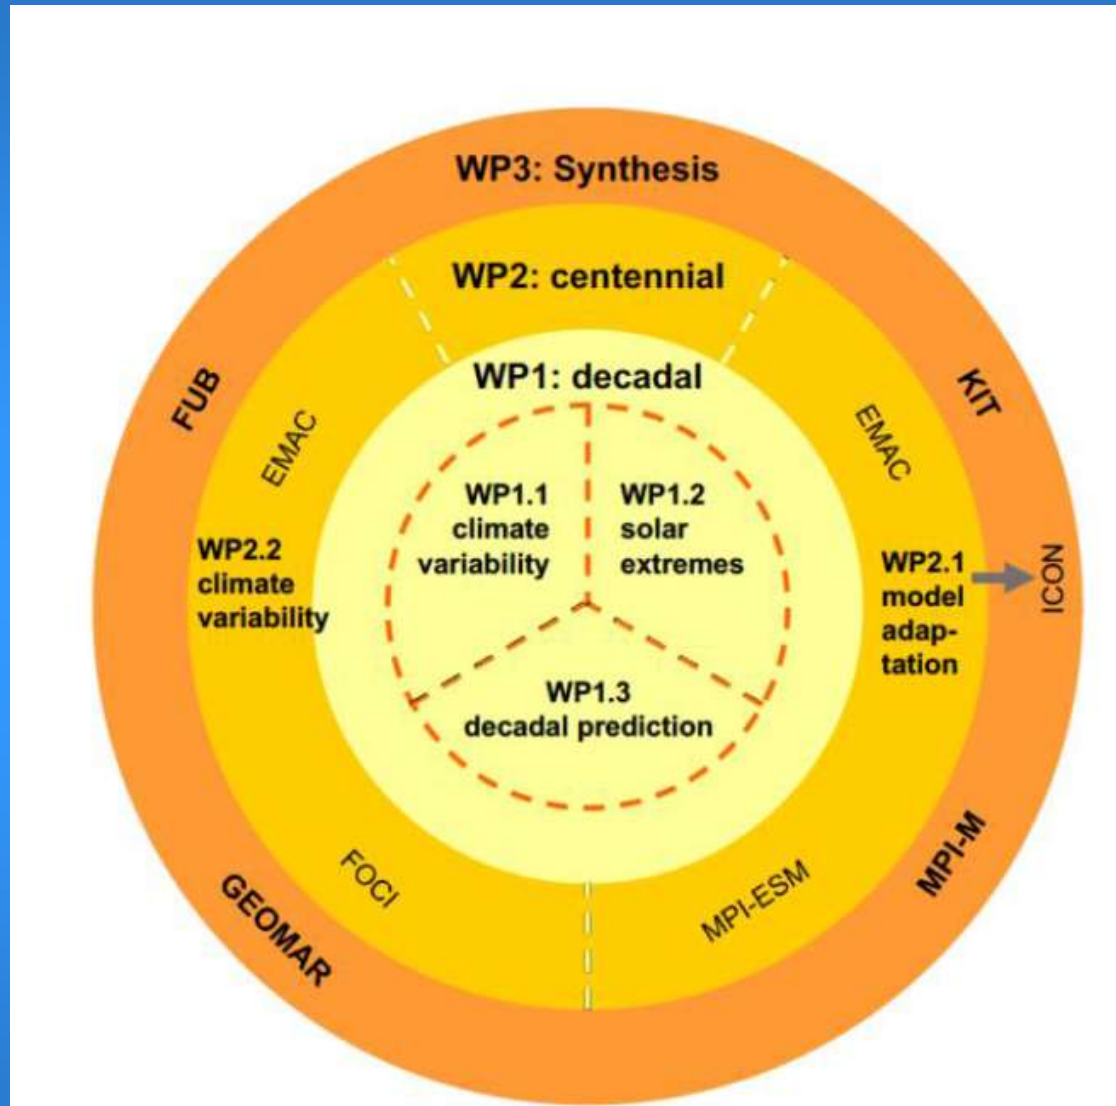 WP3: Synthesis
WP2: centennial
WP1: decadal
FUB
KIT
EMAC
EMAC
WP1.1
climate
variability
WP1.2
solar
extremes
WP2.2
climate
variability
WP2.1
model
adap-
tation
ICON
WP1.3
decadal prediction
FOCI
MPI-ESM
GEOMAR
MPI-M